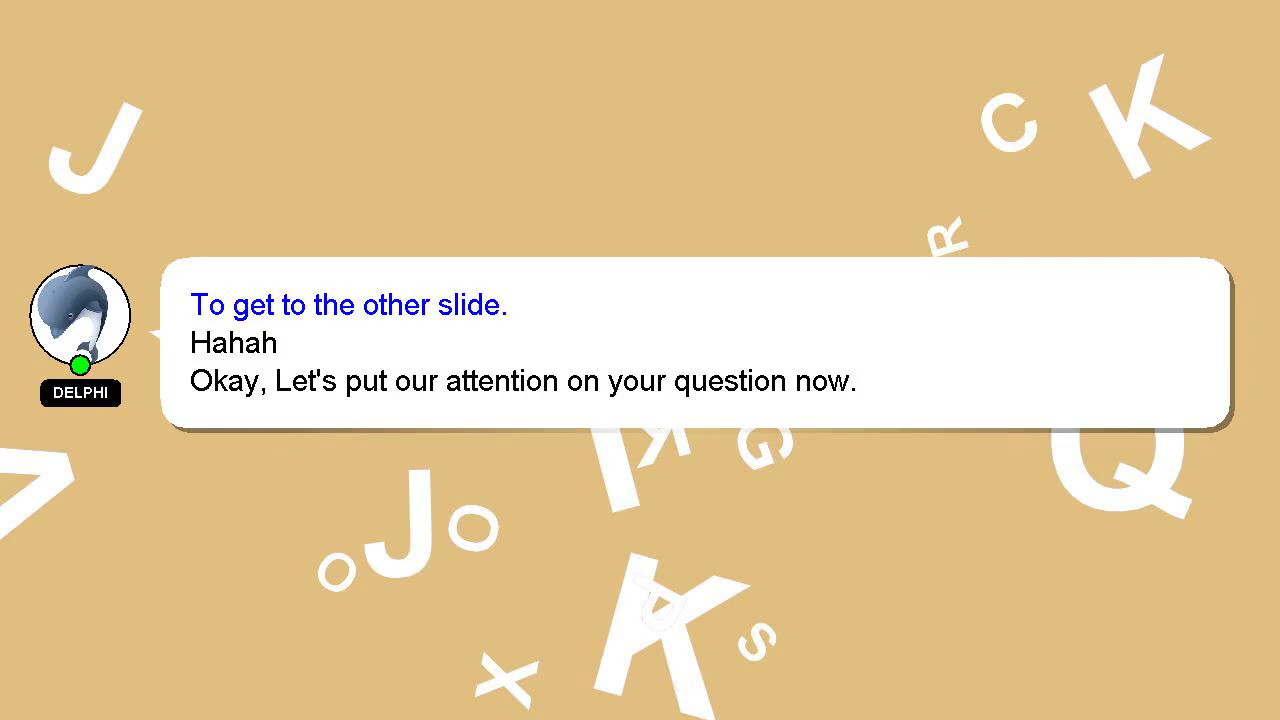 J
C
K
R
To get to the other slide.
Hahah
Okay, Let's put our attention on your question now.
DELPHI
I
K
G
Q
V
J
O
O
K
P
S
X